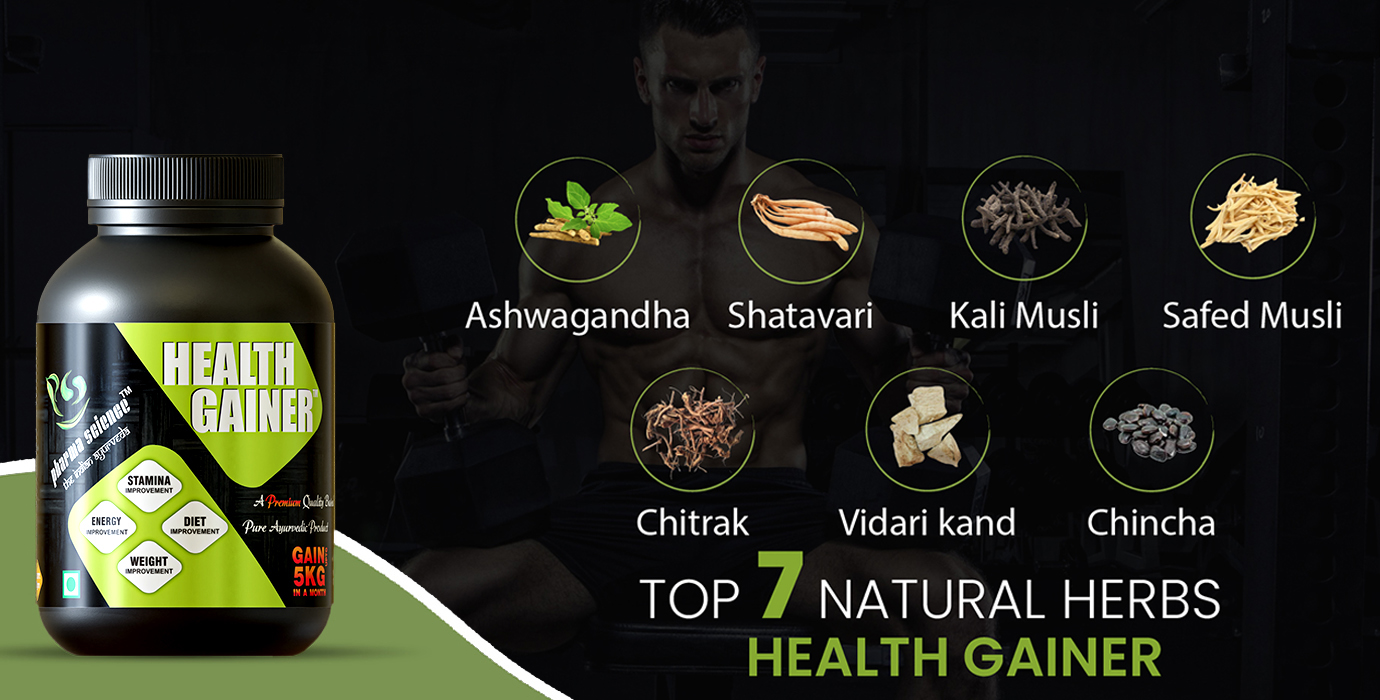 HEALTH
GAINER™
pharma science™
the indian ayurveda
STAMINA
IMPROVEMENT
ENERGY
IMPROVEMENT
DIET
IMPROVEMENT
WEIGHT
IMPROVEMENT
A Premium Quality
Pure Ayurvedic Product
GAIN
5KG
IN A MONTH
Ashwagandha
Shatavari
Kali Musli
Safed Musli
Chitrak
Vidari kand
Chincha
TOP 7 NATURAL HERBS
HEALTH GAINER